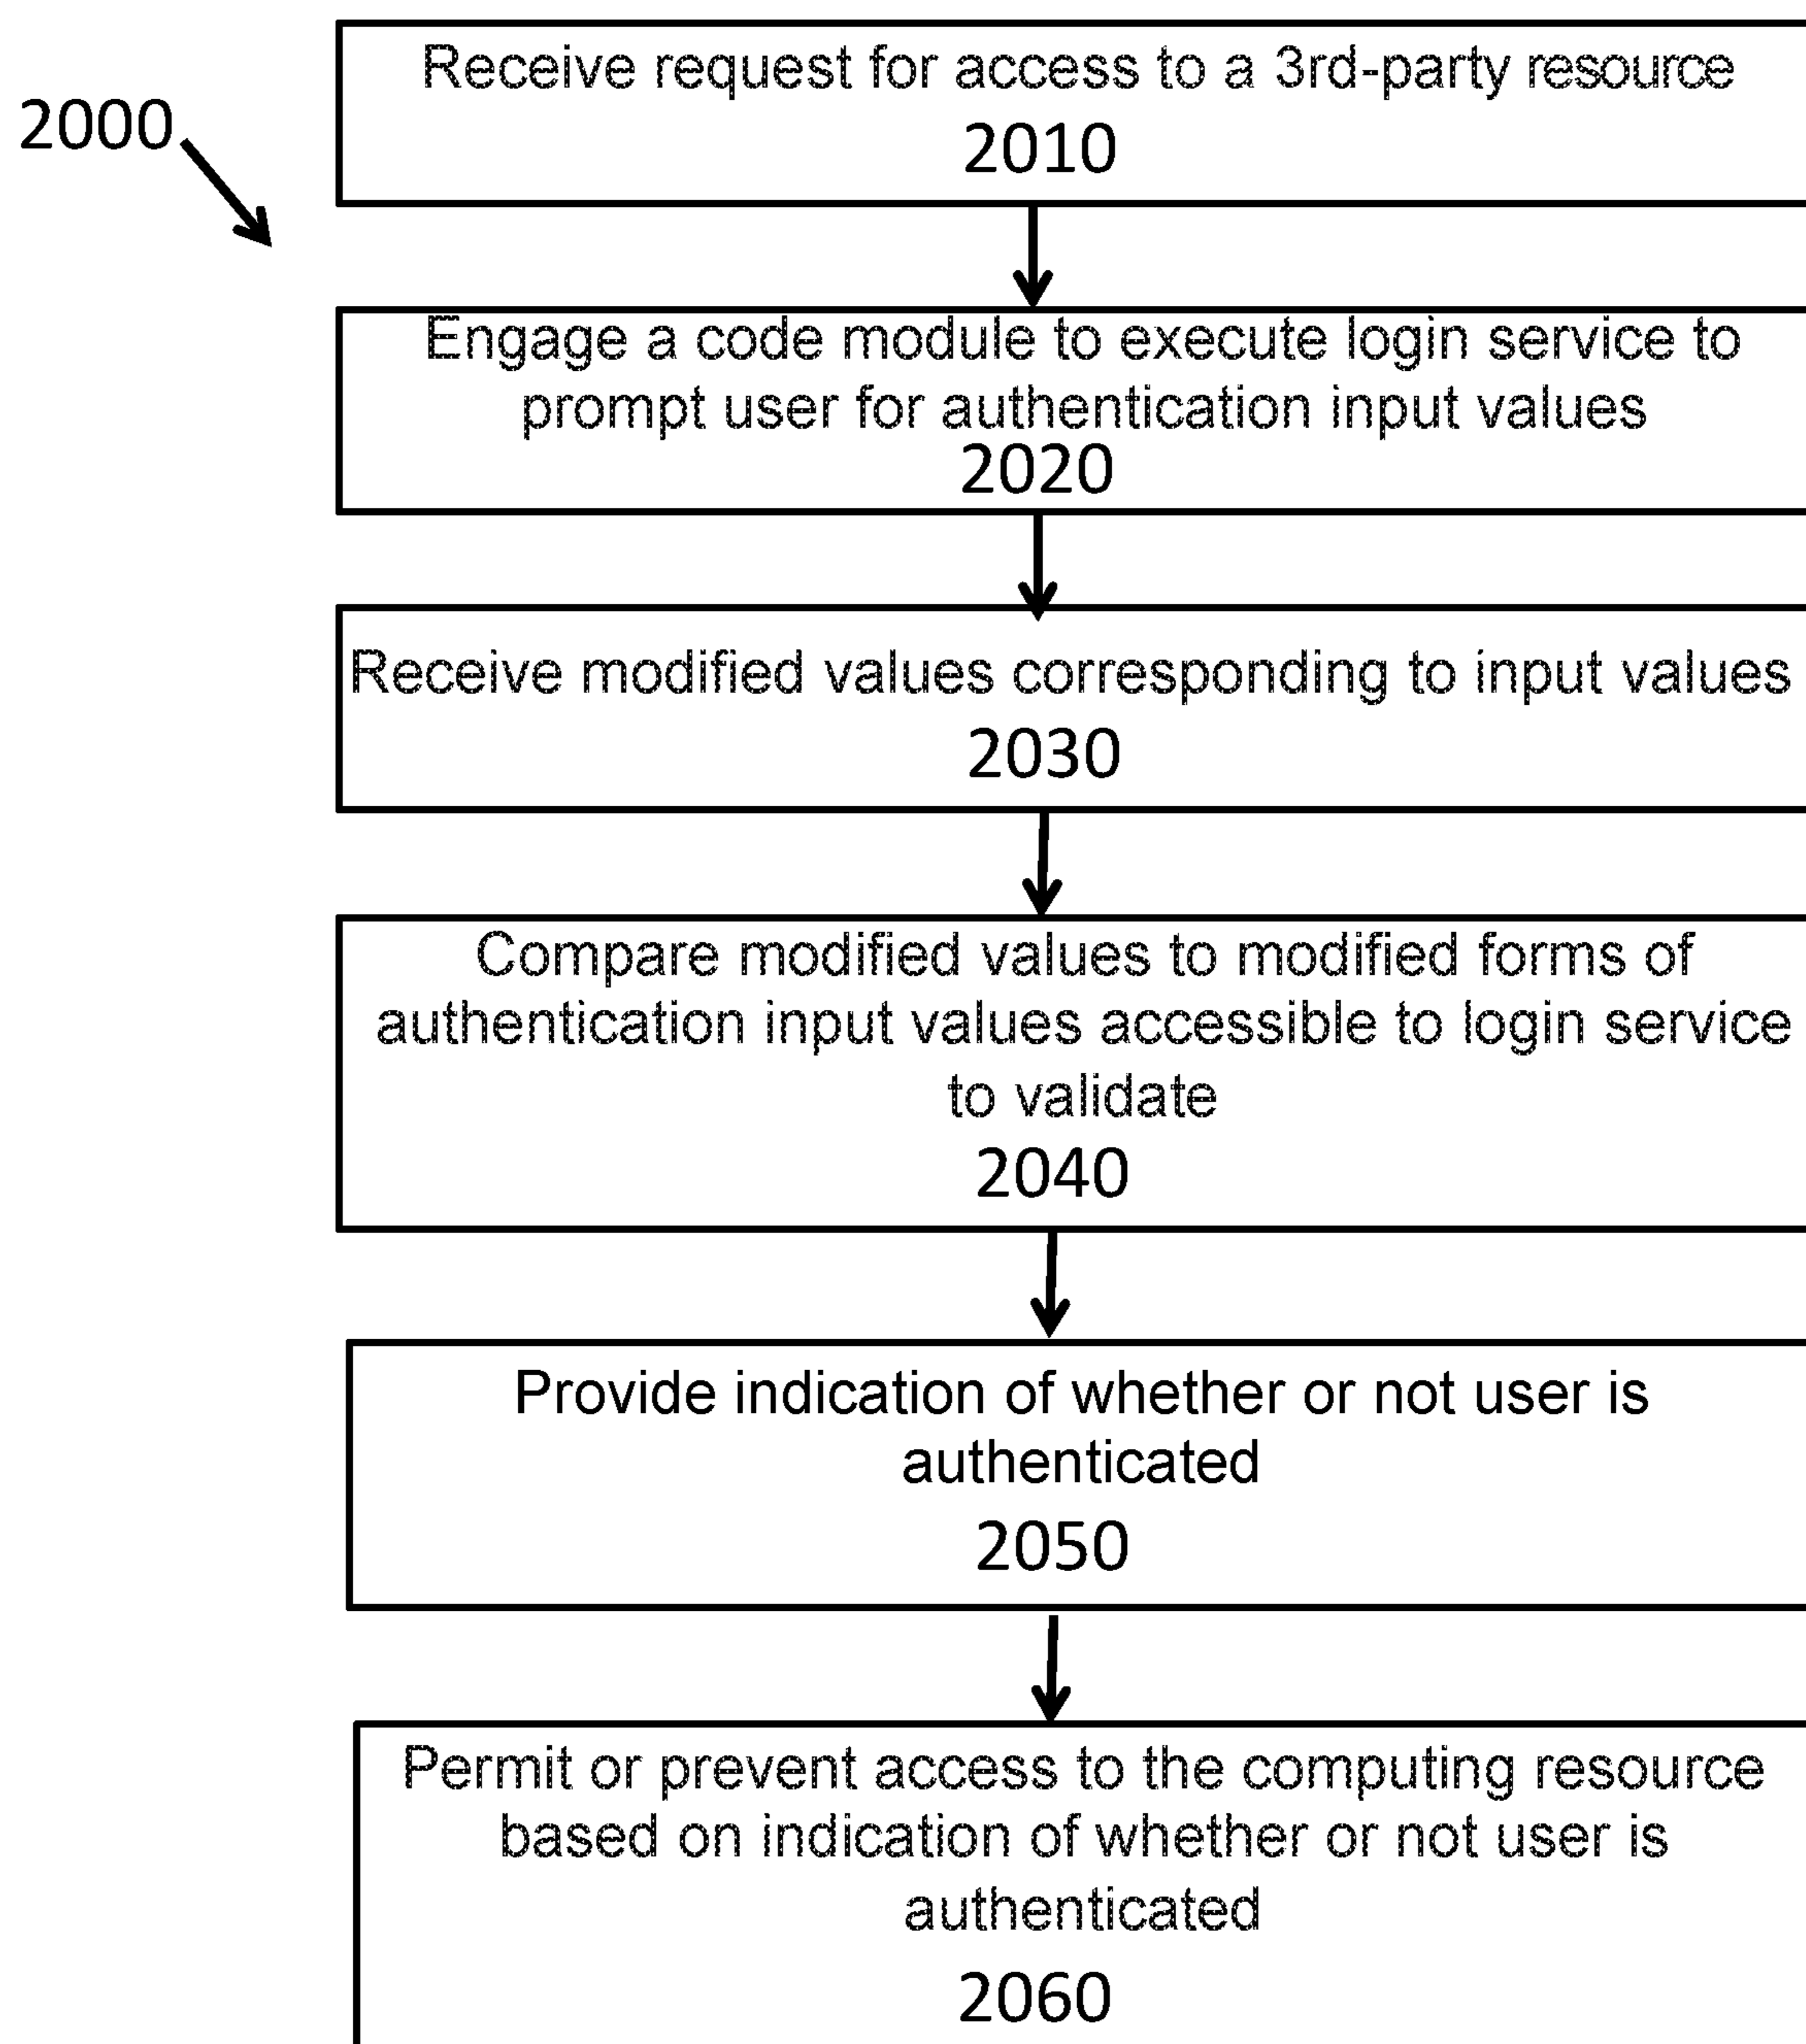 Receive request for access to a 3rd-party resource
2000
2010
Engage a code module to execute login service to
prompt user for authentication input values
2020
Receive modified values corresponding to input values
2030
Compare modified values to modified forms of
authentication input values accessible to login service
to validate
2040
Provide indication of whether or not user is
authenticated
2050
Permit or prevent access to the computing resource
based on indication of whether or not user is
authenticated
2060